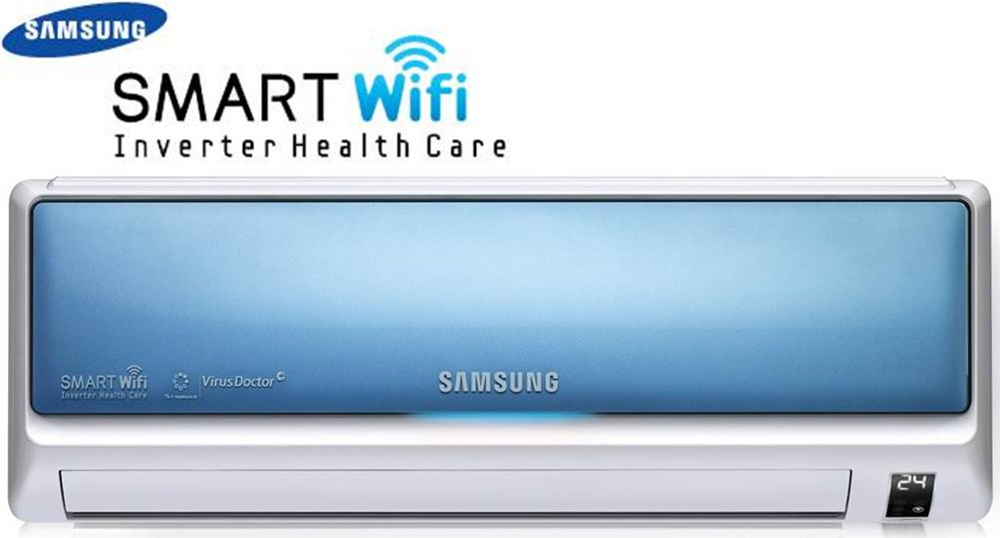 SAMSUNG
SMART Wifi
Inverter Health Care
SMART Wifi
Inverter Health Care
VirusDoctor
SAMSUNG
24